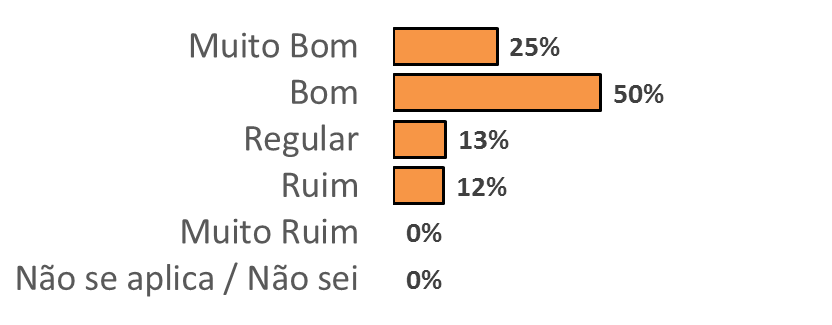 Muito Bom 25%
Bom 50%
Regular 13%
Ruim 12%
Muito Ruim 0%
Não se aplica / Não sei 0%